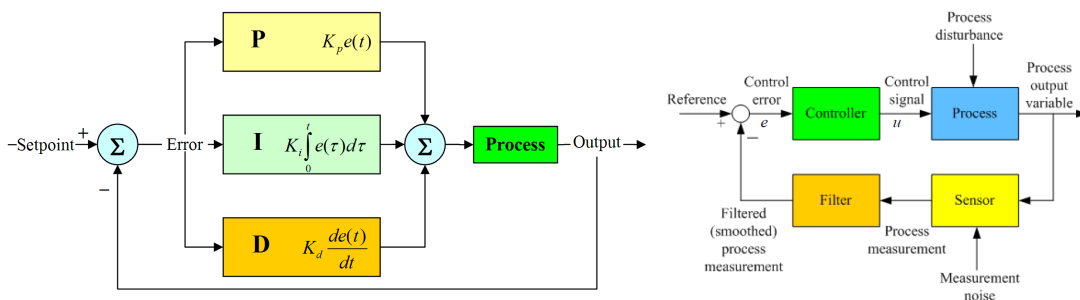 P K_p e(t)
−Setpoint
+
Σ
−
Error
I K_i ∫_0^t e(τ)dτ
Σ
Process
Output
D K_d de(t)/dt
Process
disturbance
Reference
+
−
Control
error
e
Controller
Control
signal
u
Process
Process
output
variable
Filter
Sensor
Filtered
(smoothed)
process
measurement
Process
measurement
Measurement
noise